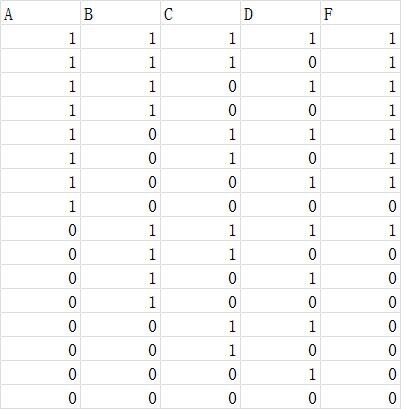 A B C D F
1 1 1 1 1
1 1 1 0 1
1 1 0 1 1
1 1 0 0 1
1 0 1 1 1
1 0 1 0 1
1 0 0 1 1
1 0 0 0 0
0 1 1 1 1
0 1 1 0 0
0 1 0 1 0
0 1 0 0 0
0 0 1 1 0
0 0 1 0 0
0 0 0 1 0
0 0 0 0 0